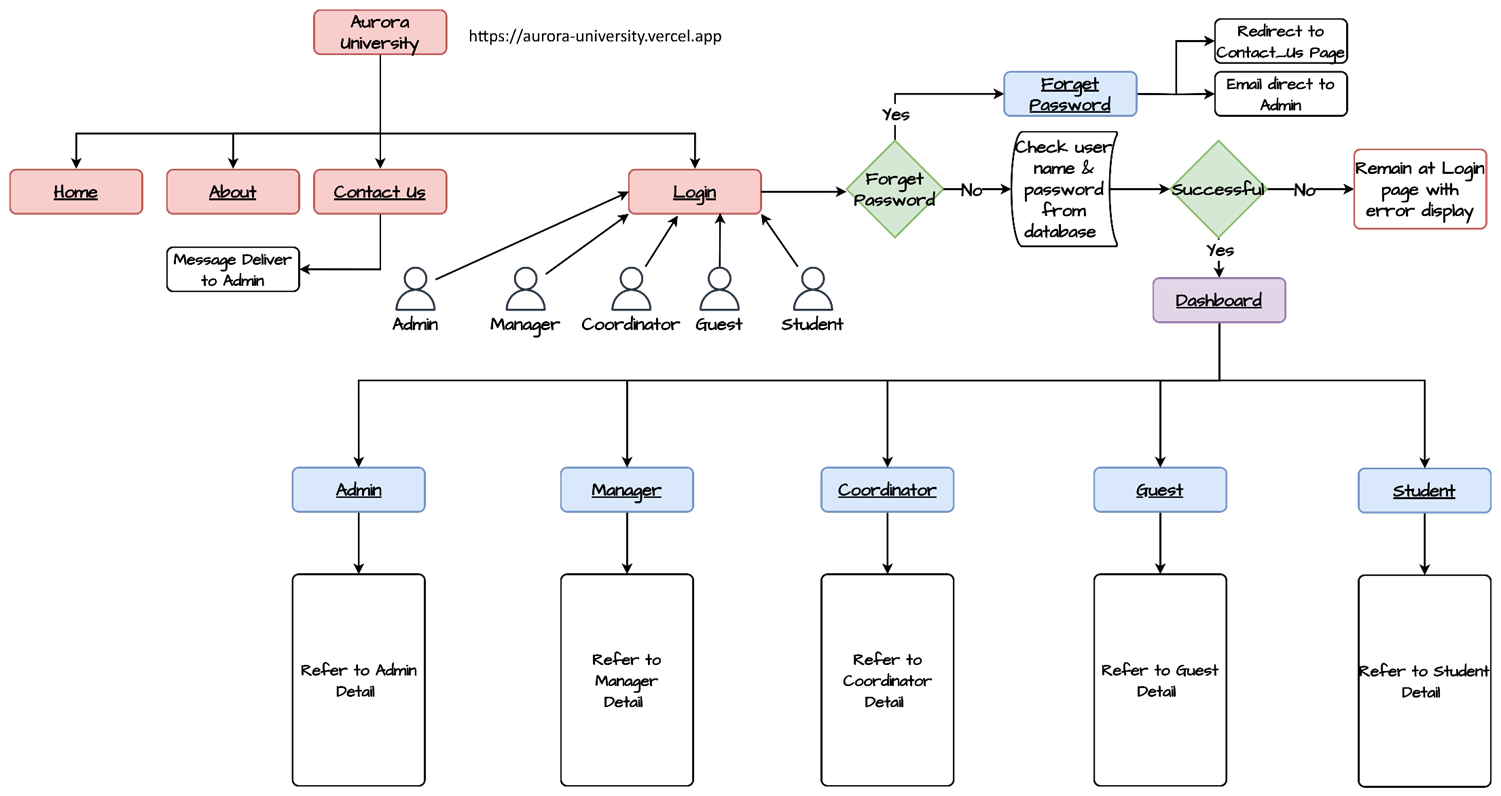 Aurora
University
https://aurora-university.vercel.app
Redirect to
Contact_Us Page
Forget
Password
Email direct to
Admin
Yes
Home
About
Contact Us
Login
Forget
Password
No
Check user
name &
password
from
database
Successful
No
Remain at Login
page with
error display
Message Deliver
to Admin
Yes
Admin
Manager
Coordinator
Guest
Student
Dashboard
Admin
Manager
Coordinator
Guest
Student
Refer to Admin
Detail
Refer to
Manager
Detail
Refer to
Coordinator
Detail
Refer to Guest
Detail
Refer to Student
Detail